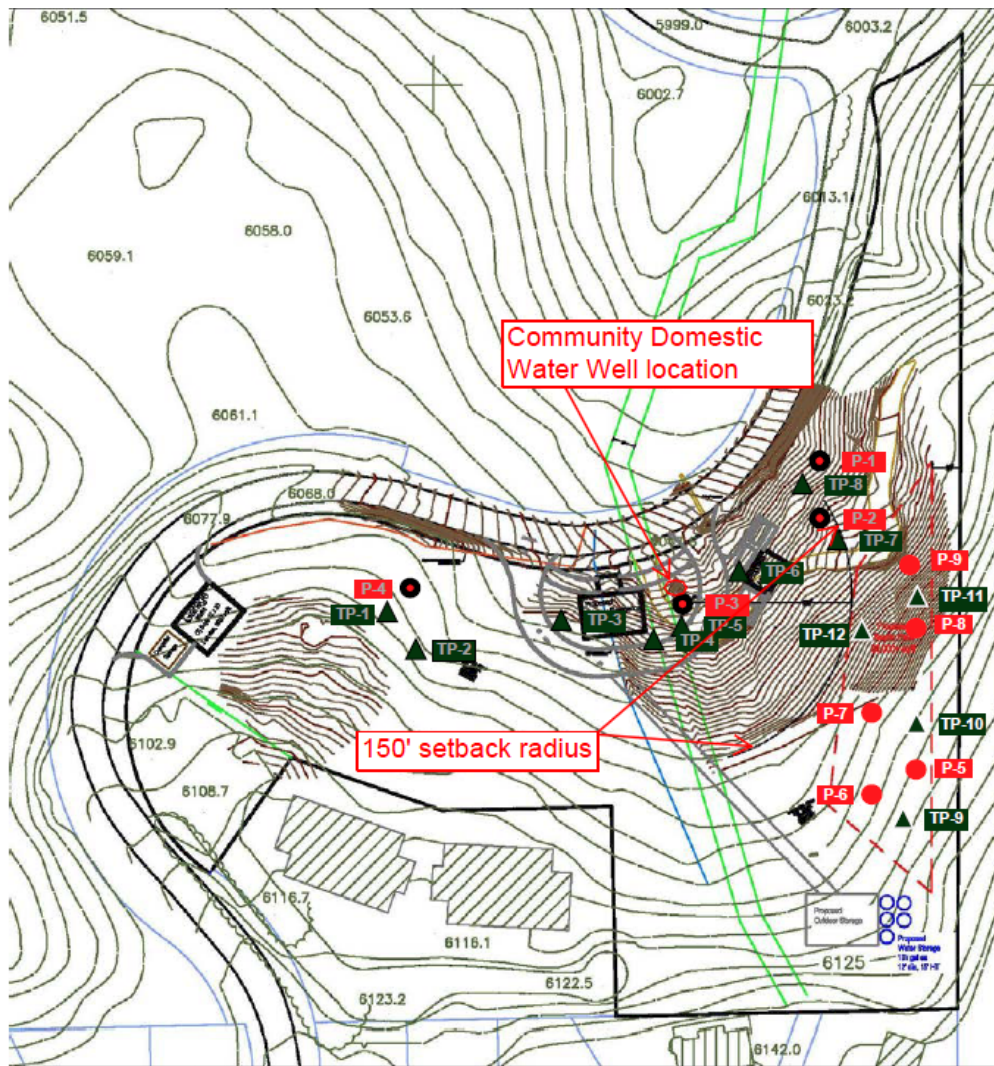 6051.5
5999.0
6003.2
6002.7
6013.1
6058.0
6059.1
6023.2
6053.6
Community Domestic
Water Well location
6061.1
P-1
6068.0
TP-8
6077.9
P-2
TP-7
P-9
TP-6
P-4
TP-11
P-3
TP-1
TP-3
TP-5
P-8
TP-12
TP-4
TP-2
P-7
TP-10
6102.9
150' setback radius
P-5
6108.7
P-6
TP-9
6116.7
Proposed
Outdoor Storage
6116.1
Proposed
Water Storage
6125
6122.5
6123.2
6142.0